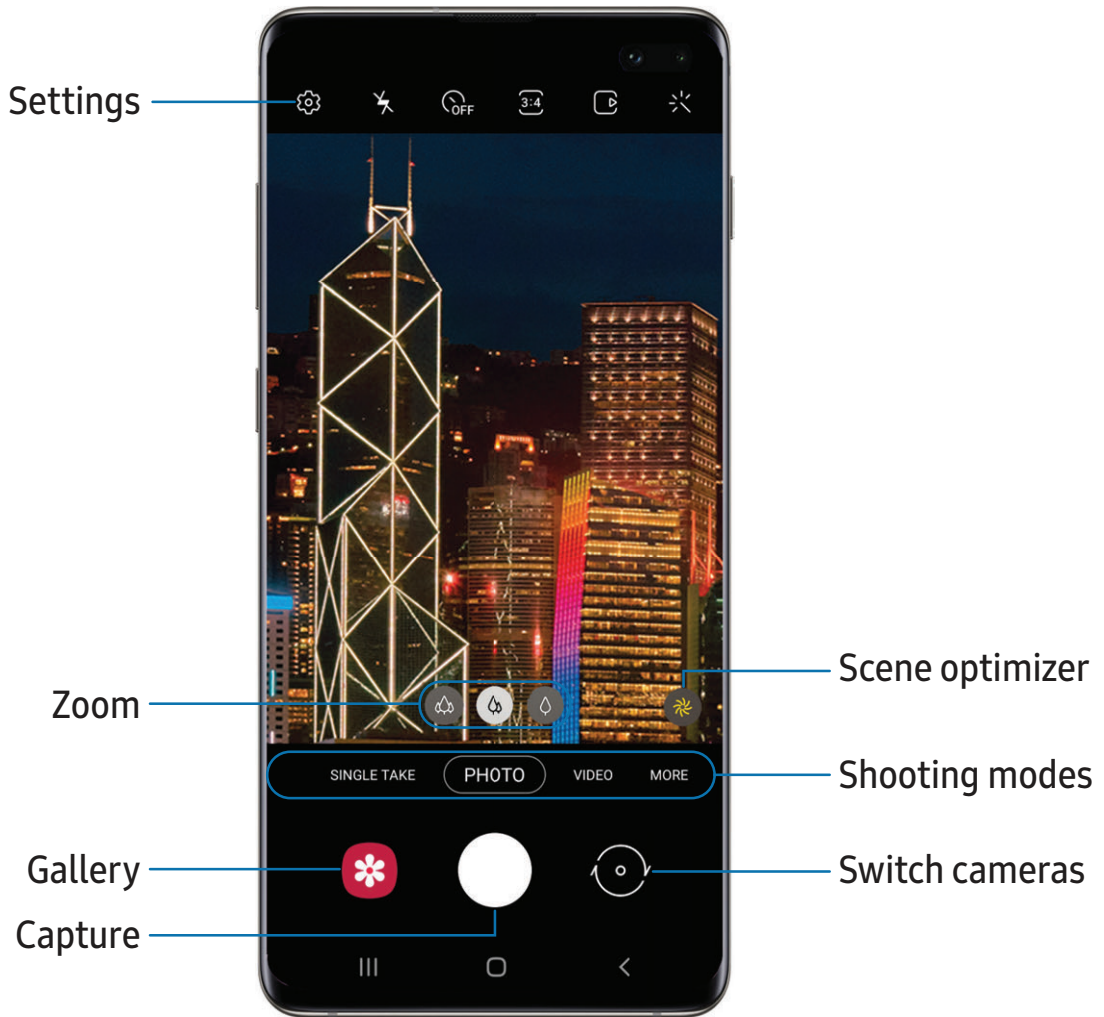 Settings
OFF
3:4
Zoom
Scene optimizer
SINGLE TAKE
PHOTO
VIDEO
MORE
Shooting modes
Gallery
Switch cameras
Capture